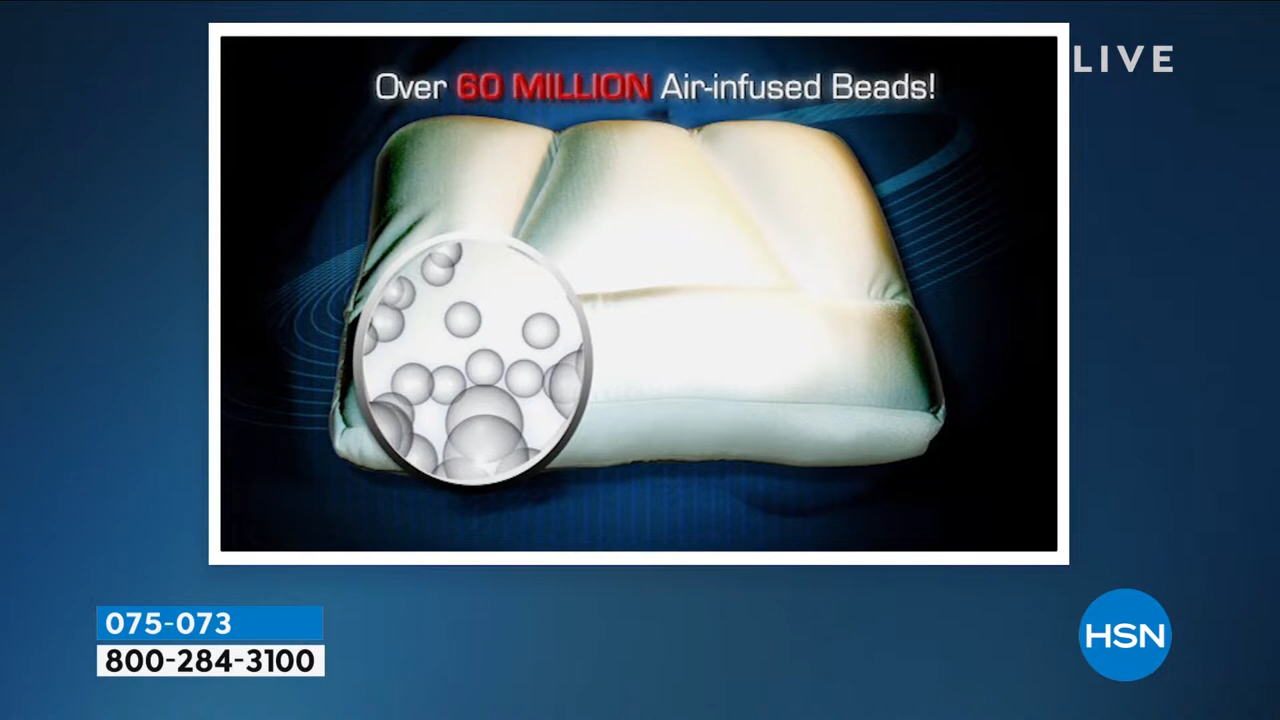 LIVE
Over 60 MILLION Air-infused Beads!
075-073
800-284-3100
HSN